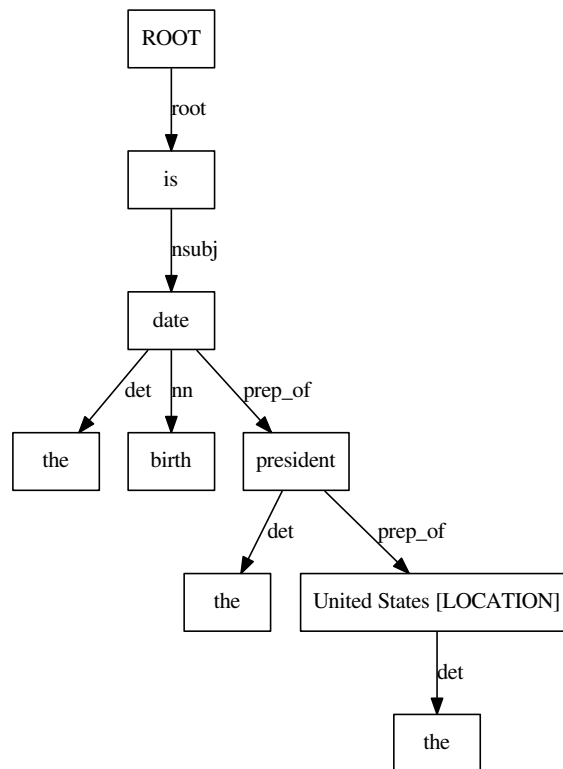 ROOT
root
is
nsubj
date
det nn prep_of
the birth president
det prep_of
the United States [LOCATION]
det
the